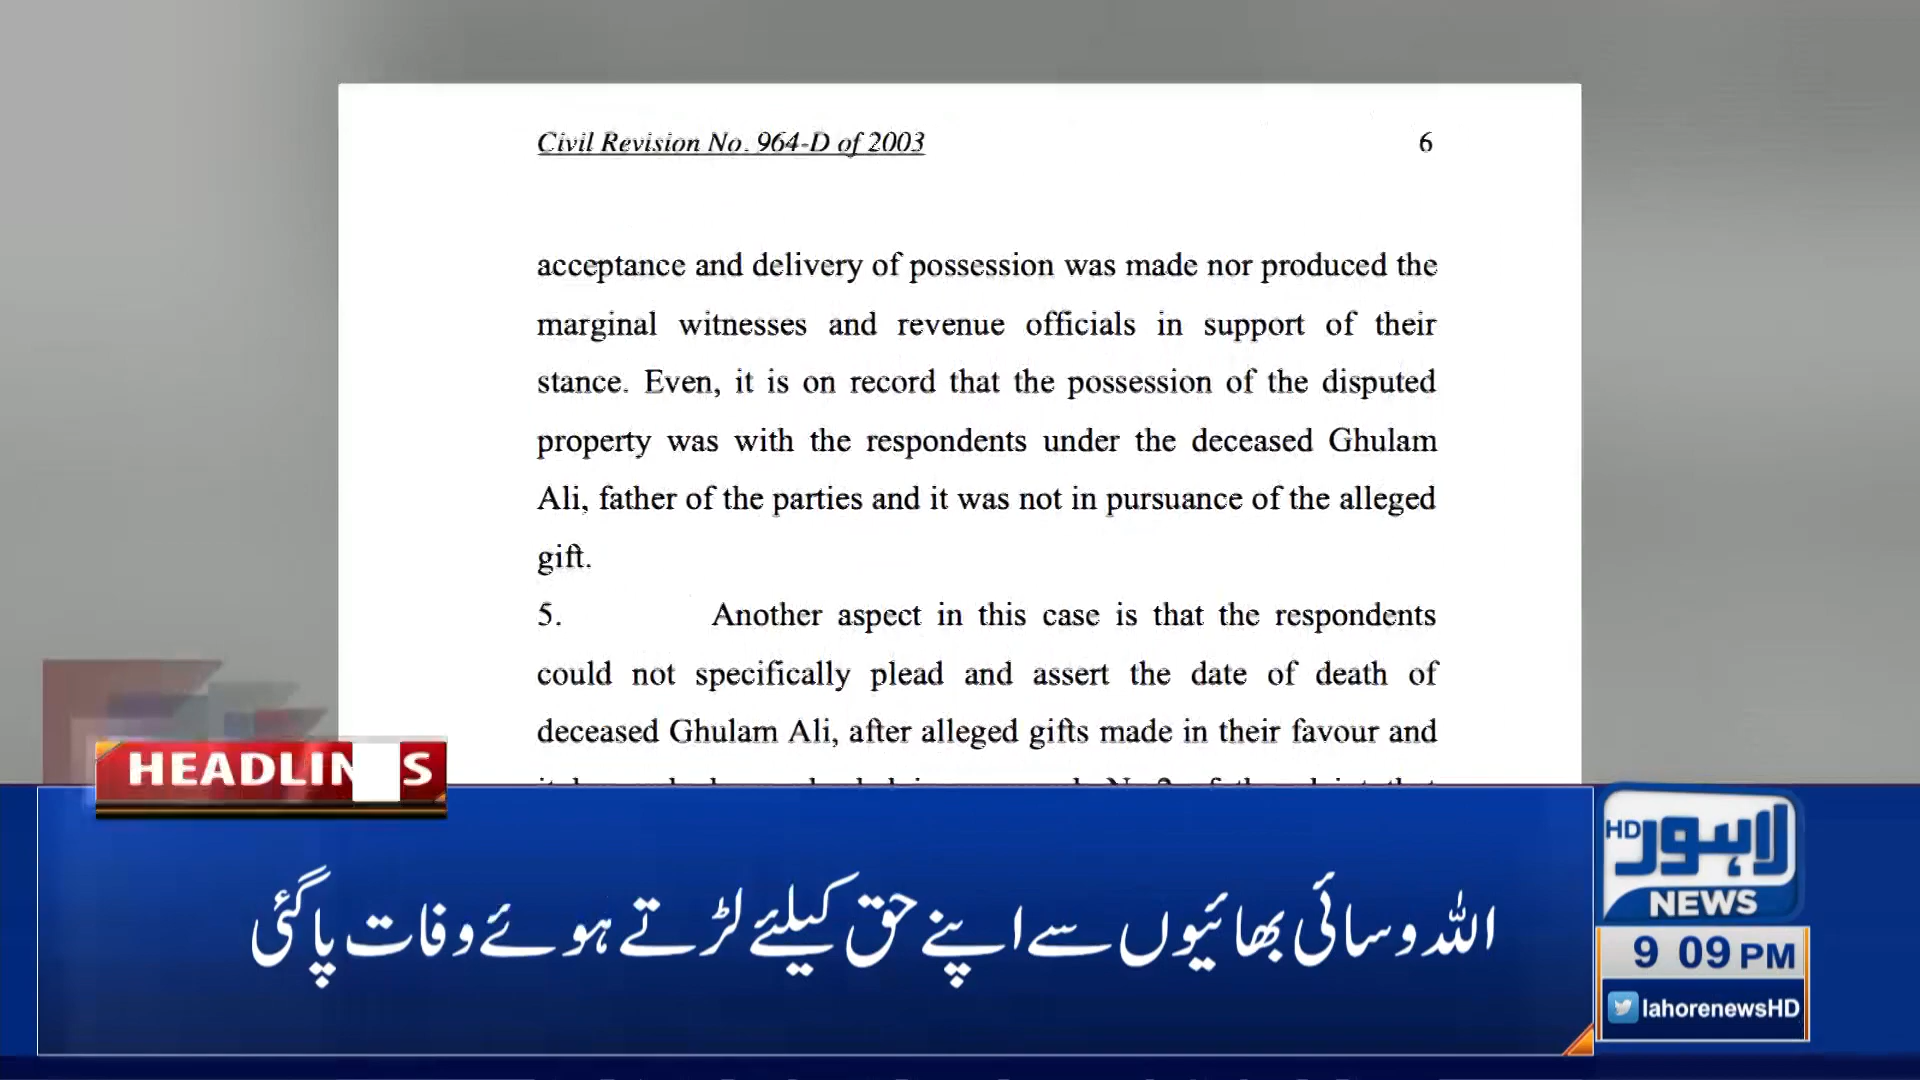 Civil Revision No. 964-D of 2003 6
acceptance and delivery of possession was made nor produced the
marginal witnesses and revenue officials in support of their
stance. Even, it is on record that the possession of the disputed
property was with the respondents under the deceased Ghulam
Ali, father of the parties and it was not in pursuance of the alleged
gift.
5. Another aspect in this case is that the respondents
could not specifically plead and assert the date of death of
deceased Ghulam Ali, after alleged gifts made in their favour and
HEADLINES
اللہ وسائی بھائیوں سے اپنے حق کیلئے لڑتے ہوئے وفات پاگئی
لاہور HD
NEWS
9 09 PM
lahorenewsHD